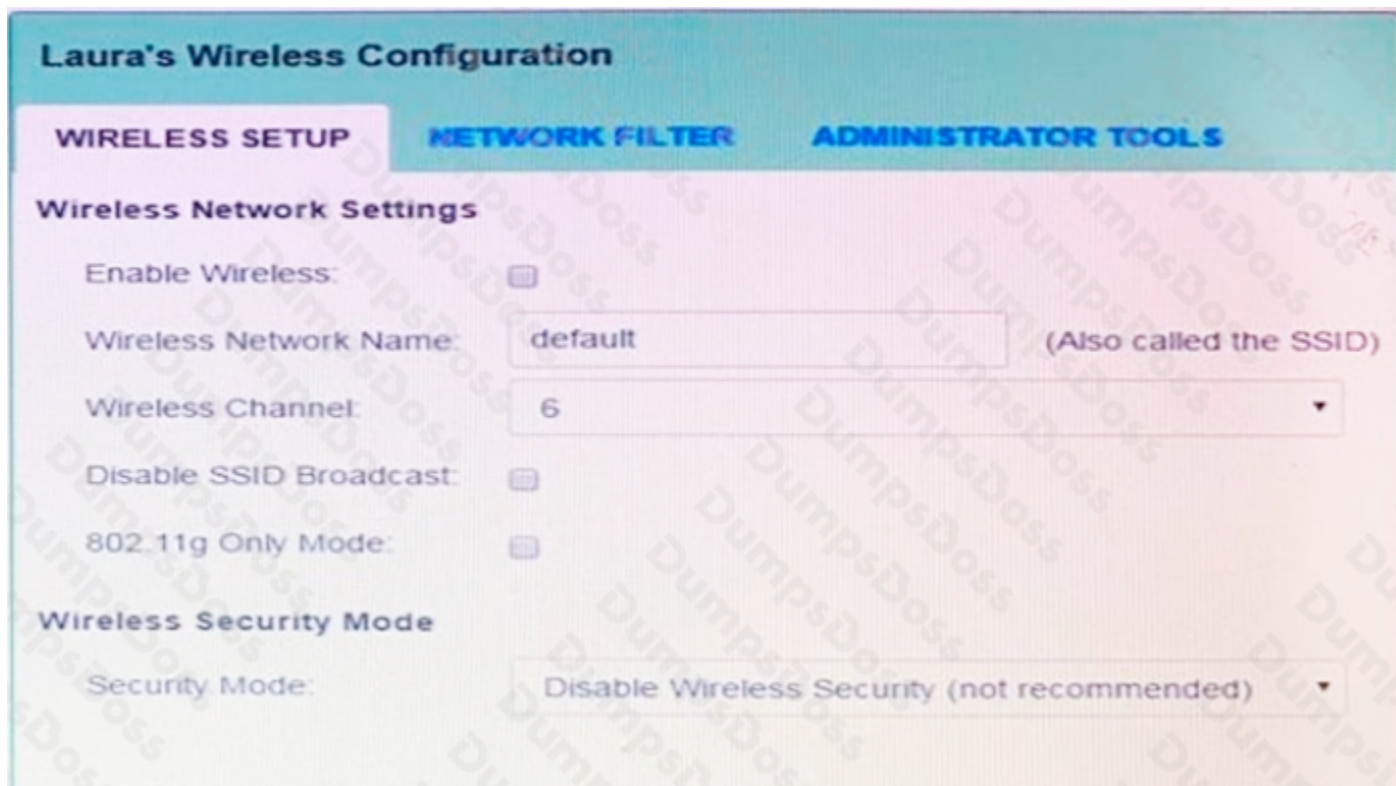 Laura's Wireless Configuration
WIRELESS SETUP NETWORK FILTER ADMINISTRATOR TOOLS
Wireless Network Settings
Enable Wireless:
Wireless Network Name: default (Also called the SSID)
Wireless Channel: 6
Disable SSID Broadcast:
802.11g Only Mode:
Wireless Security Mode
Security Mode: Disable Wireless Security (not recommended)
DumpsDoss